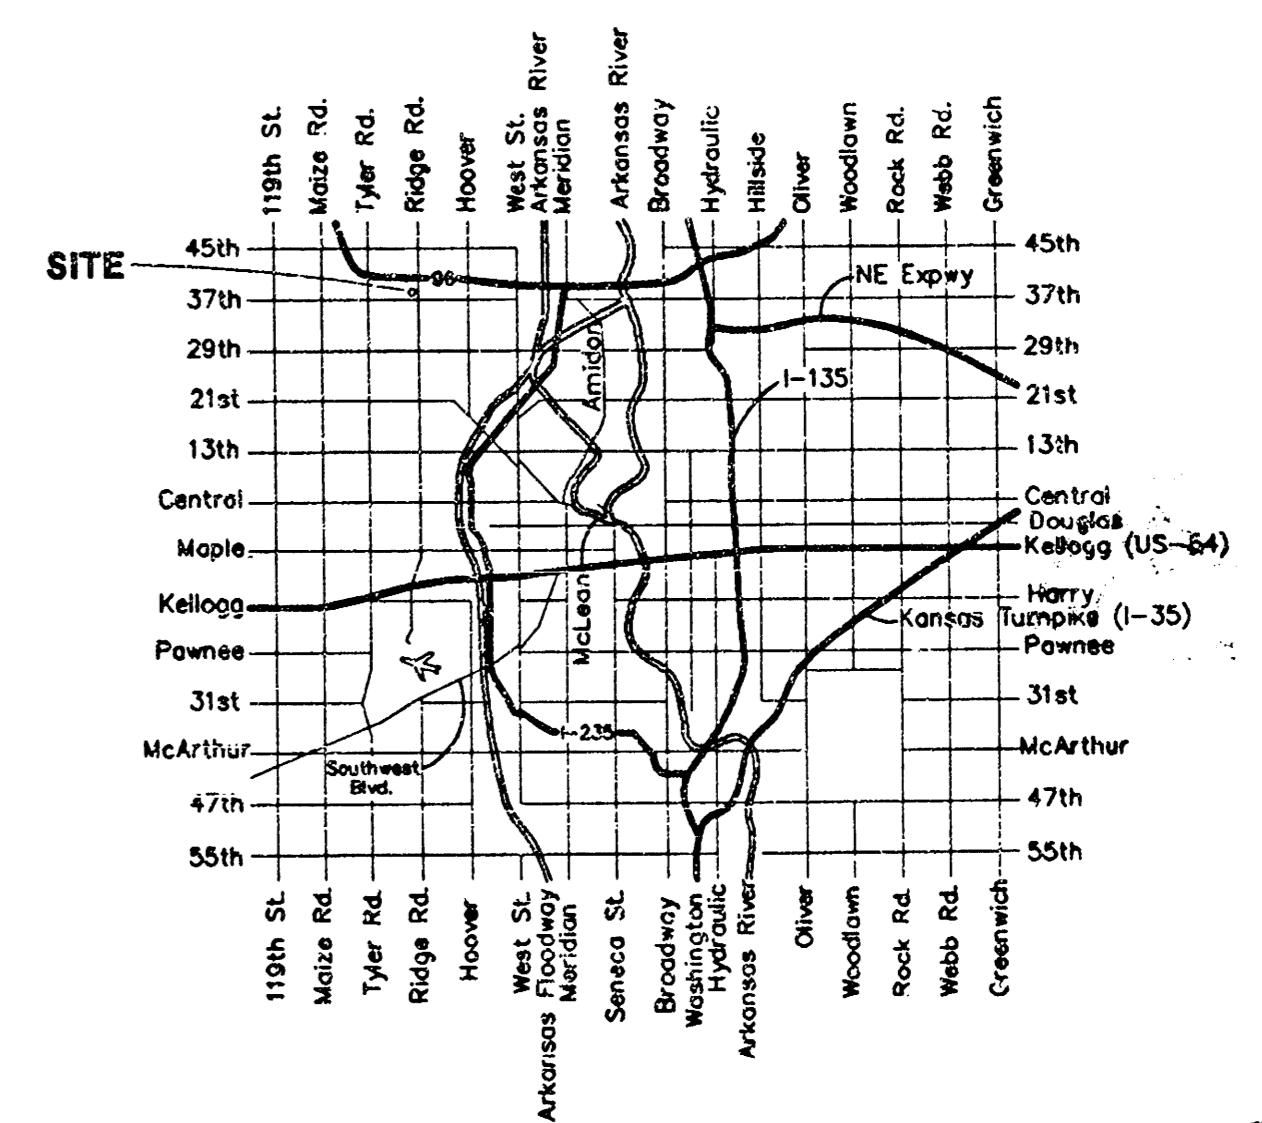 119th St.
Maize Rd.
Tyler Rd.
Ridge Rd.
Hoover
West St.
Arkansas River
Meridian
Arkansas River
Broadway
Hydraulic
Hillside
Oliver
Woodlawn
Rock Rd.
Webb Rd.
Greenwich
SITE
45th
37th
29th
21st
13th
Central
Maple
Kellogg
Pawnee
31st
McArthur
47th
55th
96
Amidon
McLean
NE Expwy
I-135
I-235
Southwest
Blvd.
45th
37th
29th
21st
13th
Central
Douglas
Kellogg (US-54)
Harry
Kansas Turnpike (I-35)
Pawnee
31st
McArthur
47th
55th
119th St.
Maize Rd.
Tyler Rd.
Ridge Rd.
Hoover
West St.
Arkansas Floodway
Meridian
Seneca St.
Broadway
Washington
Hydraulic
Arkansas River
Oliver
Woodlawn
Rock Rd.
Webb Rd.
Greenwich